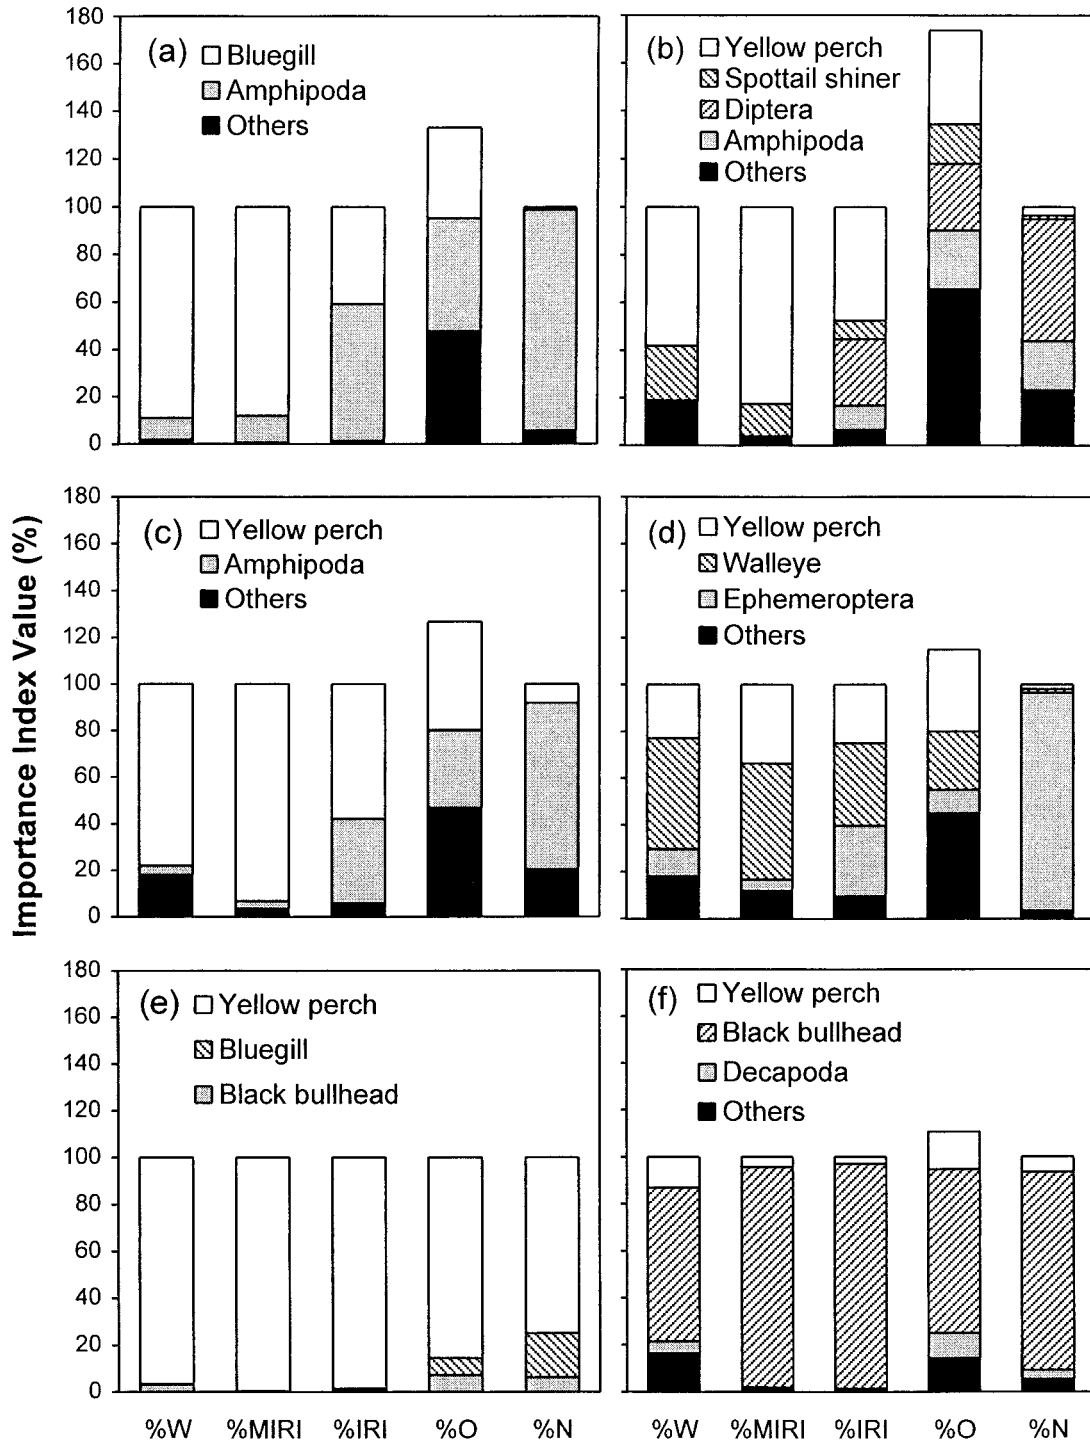 Importance Index Value (%)
180
160
140
120
100
80
60
40
20
0
(a)
Bluegill
Amphipoda
Others
(b)
Yellow perch
Spottail shiner
Diptera
Amphipoda
Others
180
160
140
120
100
80
60
40
20
0
(c)
Yellow perch
Amphipoda
Others
(d)
Yellow perch
Walleye
Ephemeroptera
Others
180
160
140
120
100
80
60
40
20
0
(e)
Yellow perch
Bluegill
Black bullhead
(f)
Yellow perch
Black bullhead
Decapoda
Others
%W %MIRI %IRI %O %N
%W %MIRI %IRI %O %N